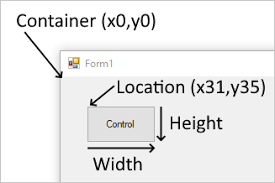 Container (x0,y0)
Form1
Location (x31,y35)
Control
Height
Width